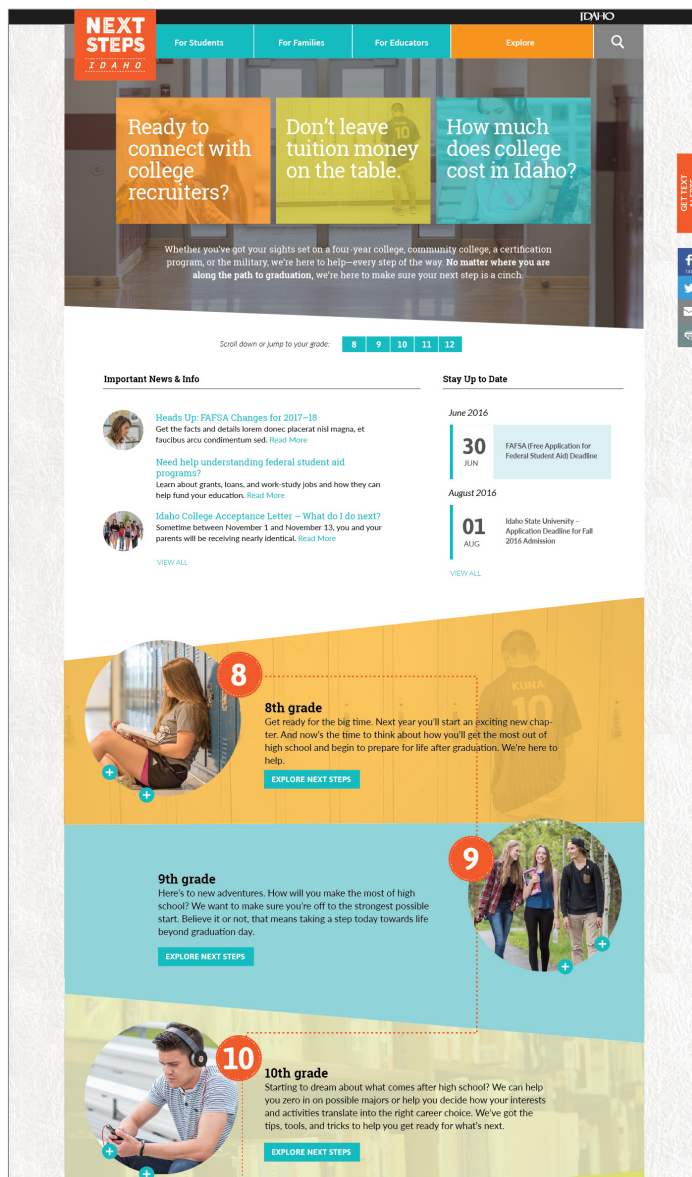 IDAHO
NEXT
STEPS
IDAHO
For Students
For Families
For Educators
Explore
Ready to
connect with
college
recruiters?
Don't leave
tuition money
on the table.
10
How much
does college
cost in Idaho?
GET TEXT
ALERTS
Whether you've got your sights set on a four-year college, community college, a certification
program, or the military, we're here to help—every step of the way. No matter where you are
along the path to graduation, we're here to make sure your next step is a cinch.
Scroll down or jump to your grade:
8 9 10 11 12
Important News & Info
Heads Up: FAFSA Changes for 2017–18
Get the facts and details lorem donec placerat nisl magna, et
faucibus arcu condimentum sed. Read More
Need help understanding federal student aid
programs?
Learn about grants, loans, and work-study jobs and how they can
help fund your education. Read More
Idaho College Acceptance Letter – What do I do next?
Sometime between November 1 and November 13, you and your
parents will be receiving nearly identical. Read More
VIEW ALL
Stay Up to Date
June 2016
30
JUN
FAFSA (Free Application for
Federal Student Aid) Deadline
August 2016
01
AUG
Idaho State University –
Application Deadline for Fall
2016 Admission
VIEW ALL
8
KUNA
10
8th grade
Get ready for the big time. Next year you'll start an exciting new chap-
ter. And now's the time to think about how you'll get the most out of
high school and begin to prepare for life after graduation. We're here to
help.
EXPLORE NEXT STEPS
9
9th grade
Here's to new adventures. How will you make the most of high
school? We want to make sure you're off to the strongest possible
start. Believe it or not, that means taking a step today towards life
beyond graduation day.
EXPLORE NEXT STEPS
10
10th grade
Starting to dream about what comes after high school? We can help
you zero in on possible majors or help you decide how your interests
and activities translate into the right career choice. We've got the
tips, tools, and tricks to help you get ready for what's next.
EXPLORE NEXT STEPS